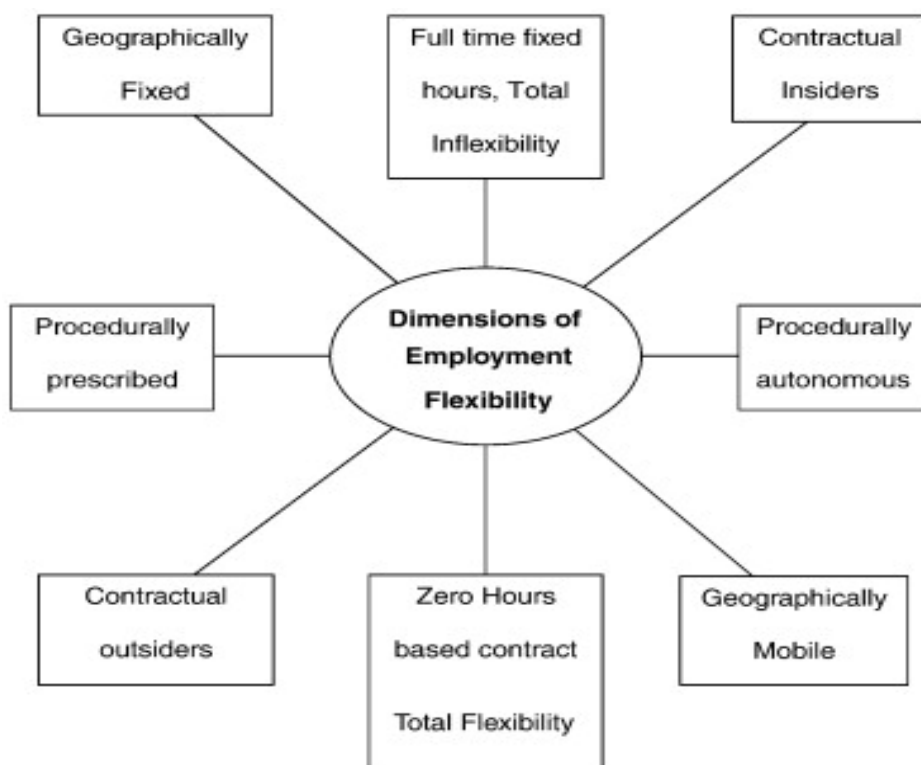 Geographically
Fixed
Full time fixed
hours, Total
Inflexibility
Contractual
Insiders
Procedurally
prescribed
Dimensions of
Employment
Flexibility
Procedurally
autonomous
Contractual
outsiders
Zero Hours
based contract
Total Flexibility
Geographically
Mobile